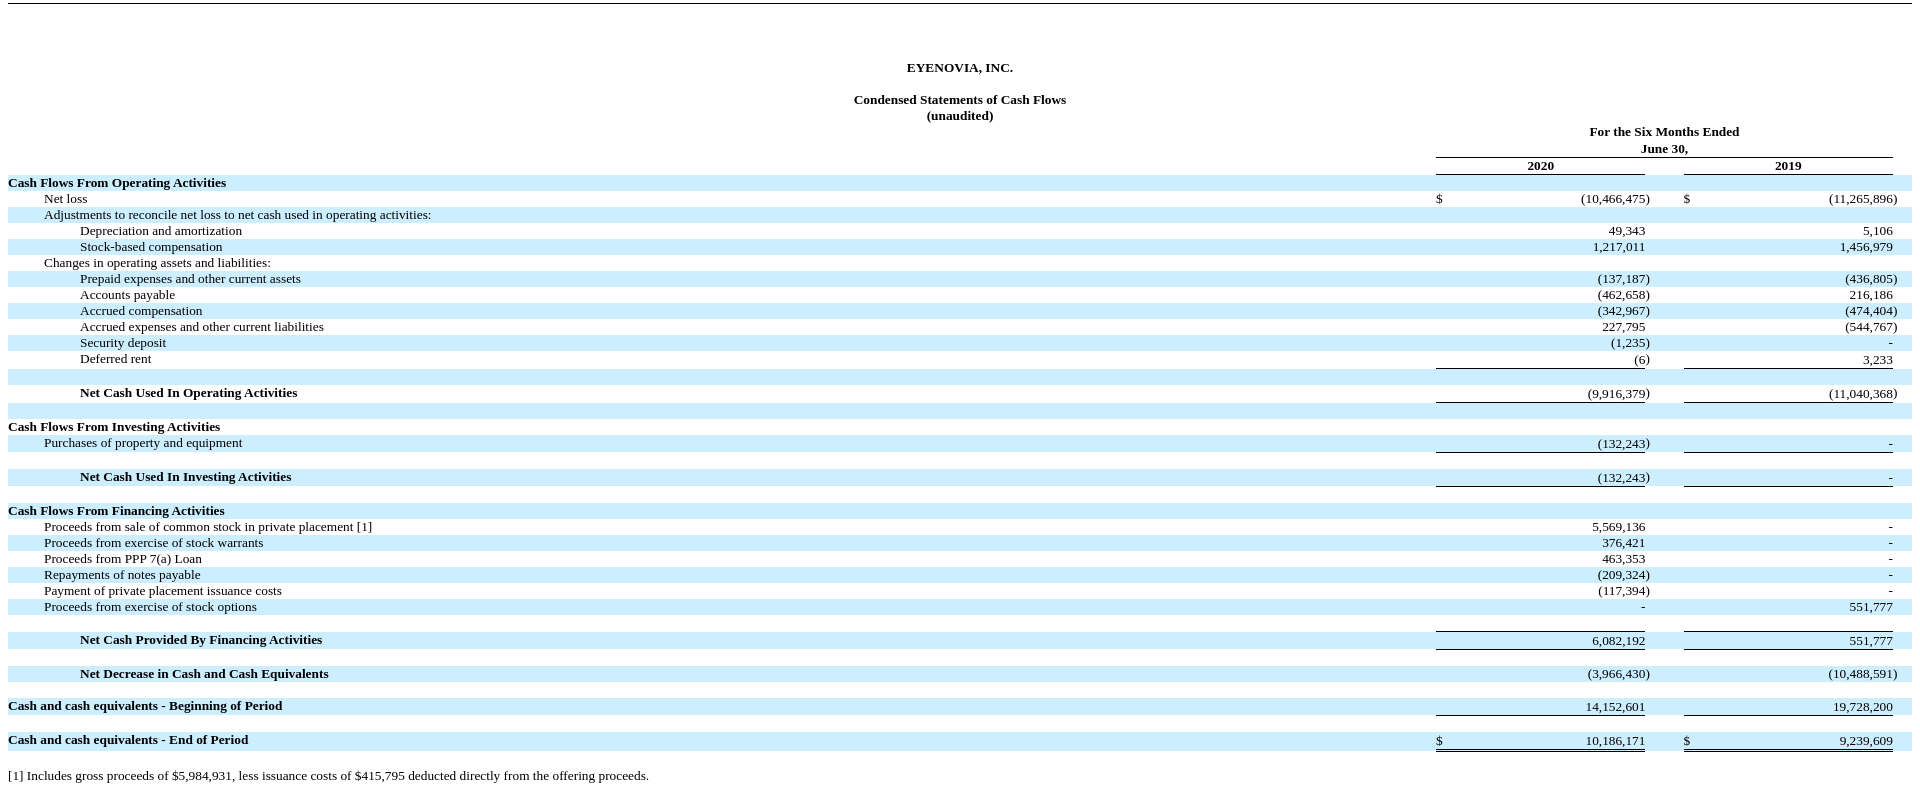 EYENOVIA, INC.
Condensed Statements of Cash Flows
(unaudited)
For the Six Months Ended
June 30,
2020 2019
Cash Flows From Operating Activities
Net loss $ (10,466,475) $ (11,265,896)
Adjustments to reconcile net loss to net cash used in operating activities:
Depreciation and amortization 49,343 5,106
Stock-based compensation 1,217,011 1,456,979
Changes in operating assets and liabilities:
Prepaid expenses and other current assets (137,187) (436,805)
Accounts payable (462,658) 216,186
Accrued compensation (342,967) (474,404)
Accrued expenses and other current liabilities 227,795 (544,767)
Security deposit (1,235) -
Deferred rent (6) 3,233
Net Cash Used In Operating Activities (9,916,379) (11,040,368)
Cash Flows From Investing Activities
Purchases of property and equipment (132,243) -
Net Cash Used In Investing Activities (132,243) -
Cash Flows From Financing Activities
Proceeds from sale of common stock in private placement [1] 5,569,136 -
Proceeds from exercise of stock warrants 376,421 -
Proceeds from PPP 7(a) Loan 463,353 -
Repayments of notes payable (209,324) -
Payment of private placement issuance costs (117,394) -
Proceeds from exercise of stock options - 551,777
Net Cash Provided By Financing Activities 6,082,192 551,777
Net Decrease in Cash and Cash Equivalents (3,966,430) (10,488,591)
Cash and cash equivalents - Beginning of Period 14,152,601 19,728,200
Cash and cash equivalents - End of Period $ 10,186,171 $ 9,239,609
[1] Includes gross proceeds of $5,984,931, less issuance costs of $415,795 deducted directly from the offering proceeds.